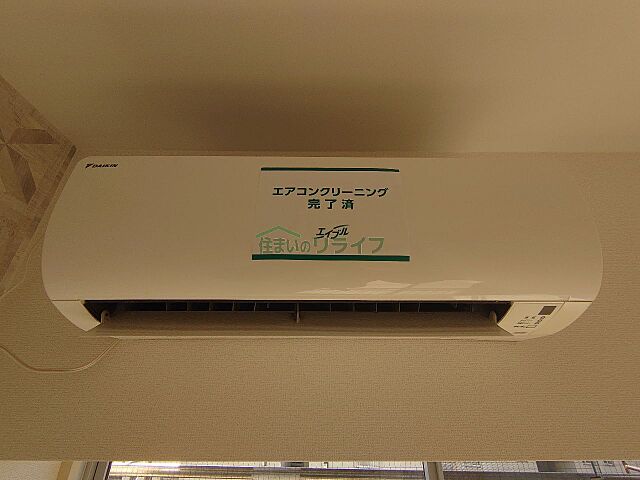 DAIKIN
エアコンクリーニング
完了済
エイブル
住まいのリライフ